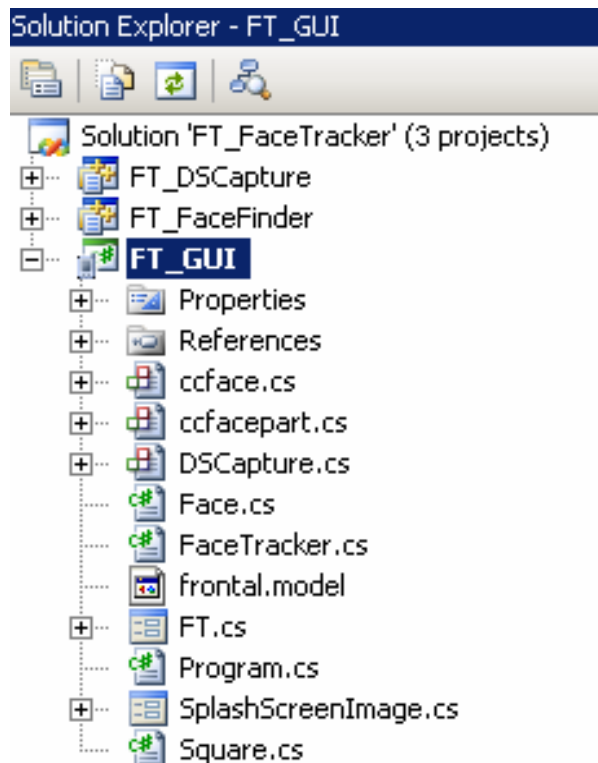 Solution Explorer - FT_GUI
Solution 'FT_FaceTracker' (3 projects)
FT_DSCapture
FT_FaceFinder
FT_GUI
Properties
References
ccface.cs
ccfacepart.cs
DSCapture.cs
Face.cs
FaceTracker.cs
frontal.model
FT.cs
Program.cs
SplashScreenImage.cs
Square.cs